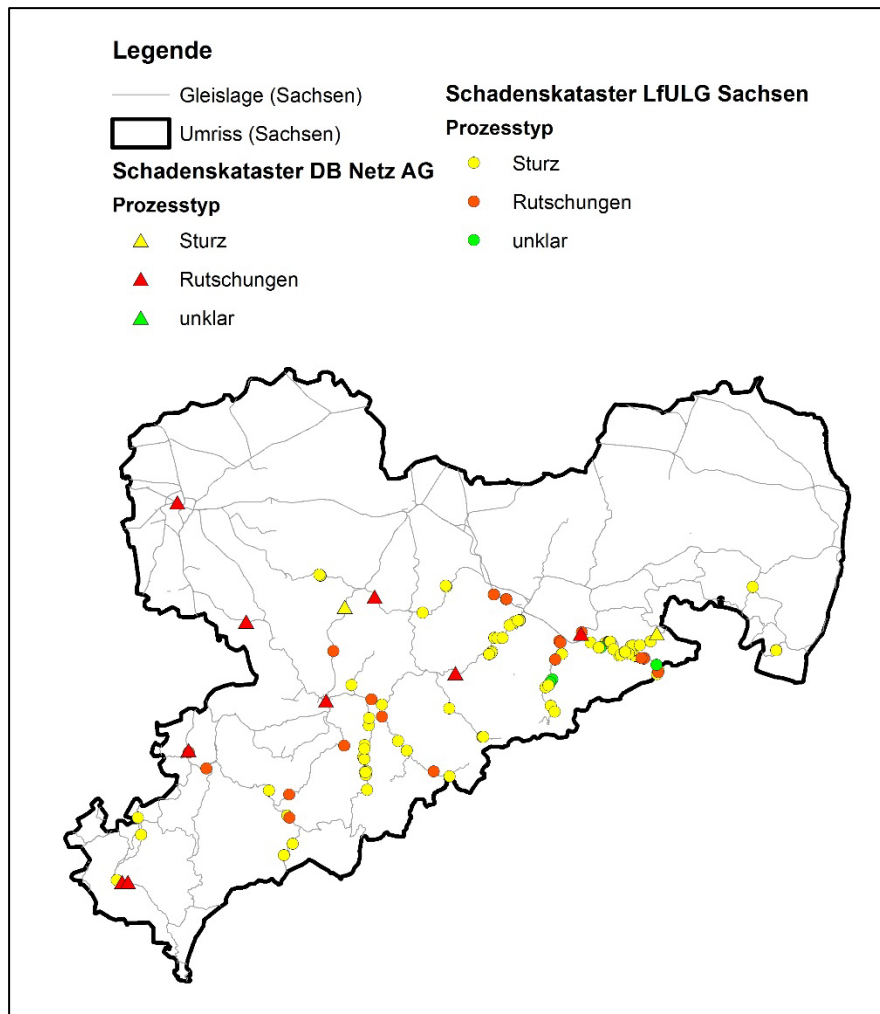 Legende
Gleislage (Sachsen)
Umriss (Sachsen)
Schadenskataster DB Netz AG
Prozesstyp
Sturz
Rutschungen
unklar
Schadenskataster LfULG Sachsen
Prozesstyp
Sturz
Rutschungen
unklar